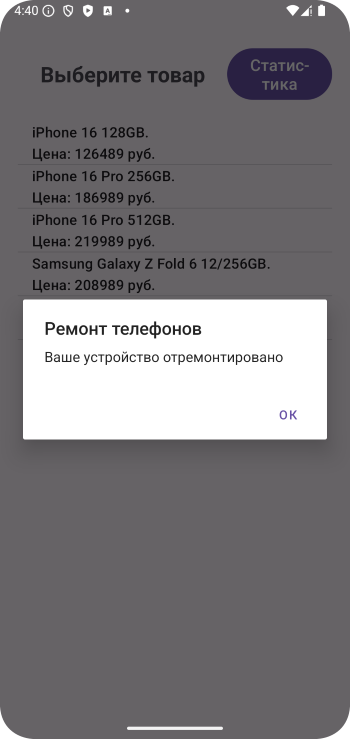 4:40
Выберите товар
Статис-
тика
iPhone 16 128GB.
Цена: 126489 руб.
iPhone 16 Pro 256GB.
Цена: 186989 руб.
iPhone 16 Pro 512GB.
Цена: 219989 руб.
Samsung Galaxy Z Fold 6 12/256GB.
Цена: 208989 руб.
Ремонт телефонов
Ваше устройство отремонтировано
ОК